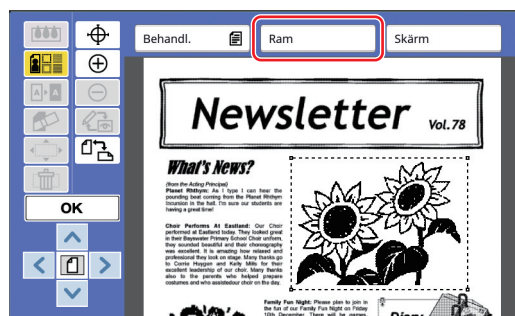 Behandl.
Ram
Skärm
A A
OK
Newsletter Vol.78
What's News?
(from the Acting Principal)
Planet Rhthym: As I type I can hear the
pounding beat coming from the Planet Rhthym
Incursion in the hall. I'm sure our students are
having a great time!
Choir Performs At Eastland: Our Choir
performed at Eastland today. They looked great
in their Bayswater Primary School Choir uniform,
they sounded beautiful and their choreography
was excellent. It is amazing how relaxed and
professional they look on stage. Many thanks go
to Corrie Huygen and Kelly Mills for their
excellent leadership of our choir. Many thanks
also to the parents who helped prepare
costumes and who assistedour choir on the day.
Family Fun Night: Please plan to join in
the fun of our Family Fun Night on Friday
10th December. There will be games,
Diary